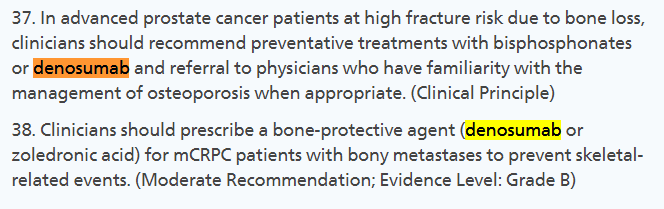 37. In advanced prostate cancer patients at high fracture risk due to bone loss,
clinicians should recommend preventative treatments with bisphosphonates
or denosumab and referral to physicians who have familiarity with the
management of osteoporosis when appropriate. (Clinical Principle)
38. Clinicians should prescribe a bone-protective agent (denosumab or
zoledronic acid) for mCRPC patients with bony metastases to prevent skeletal-
related events. (Moderate Recommendation; Evidence Level: Grade B)